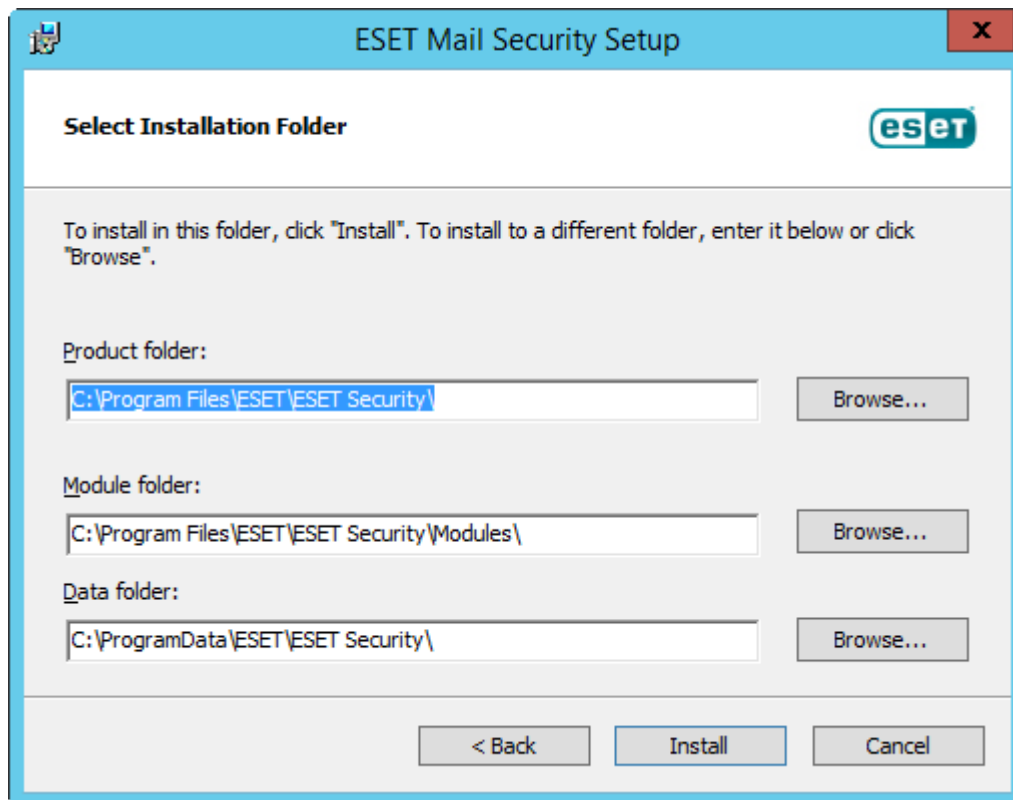 ESET Mail Security Setup
x
Select Installation Folder
eseT
To install in this folder, click "Install". To install to a different folder, enter it below or click
"Browse".
Product folder:
C:\Program Files\ESET\ESET Security\
Browse...
Module folder:
C:\Program Files\ESET\ESET Security\Modules\
Browse...
Data folder:
C:\ProgramData\ESET\ESET Security\
Browse...
< Back
Install
Cancel